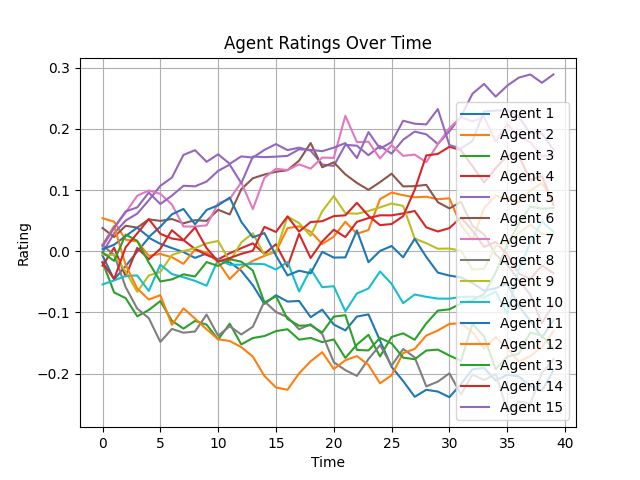 Agent Ratings Over Time
Rating
0.3
0.2
0.1
0.0
−0.1
−0.2
0
5
10
15
20
25
30
35
40
Time
Agent 1
Agent 2
Agent 3
Agent 4
Agent 5
Agent 6
Agent 7
Agent 8
Agent 9
Agent 10
Agent 11
Agent 12
Agent 13
Agent 14
Agent 15